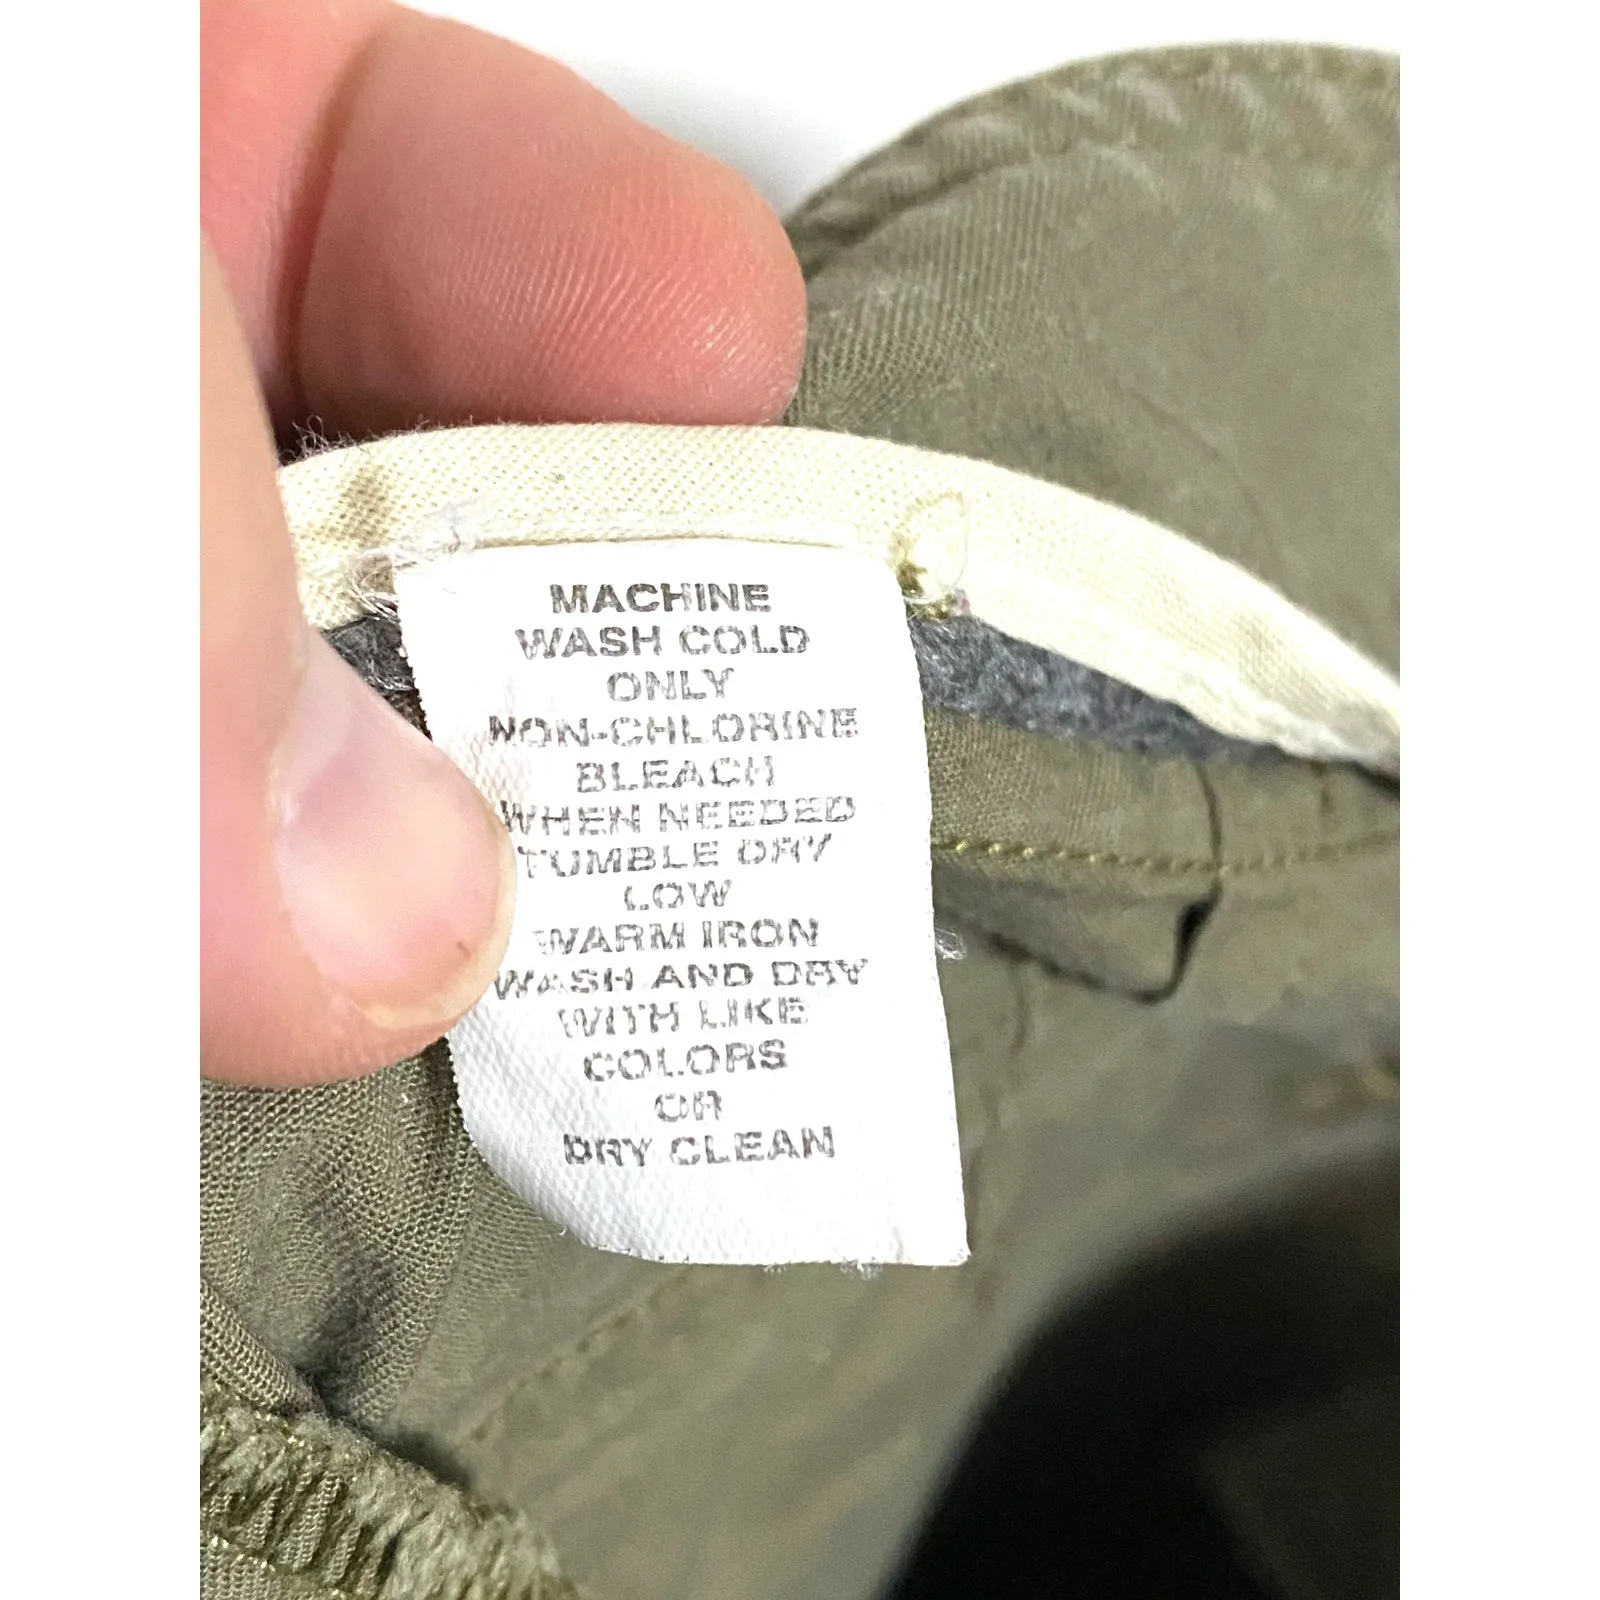 MACHINE
WASH COLD
ONLY
NON-CHLORINE
BLEACH
WHEN NEEDED
TUMBLE DRY
LOW
WARM IRON
WASH AND DRY
WITH LIKE
COLORS
OR
DRY CLEAN